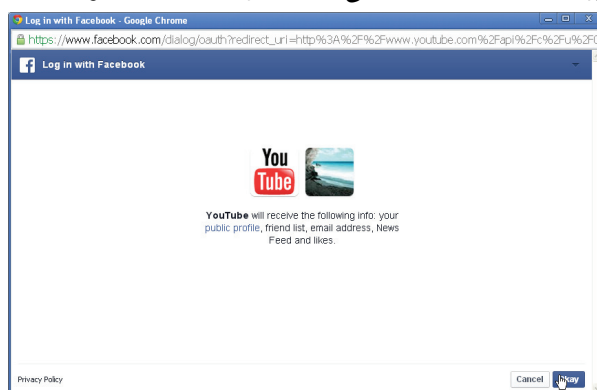 Log in with Facebook - Google Chrome
https://www.facebook.com/dialog/oauth?redirect_uri=http%3A%2F%2Fwww.youtube.com%2Fapi%2Fc%2Fu%2F
Log in with Facebook
You
Tube
YouTube will receive the following info: your
public profile, friend list, email address, News
Feed and likes.
Privacy Policy
Cancel
Okay